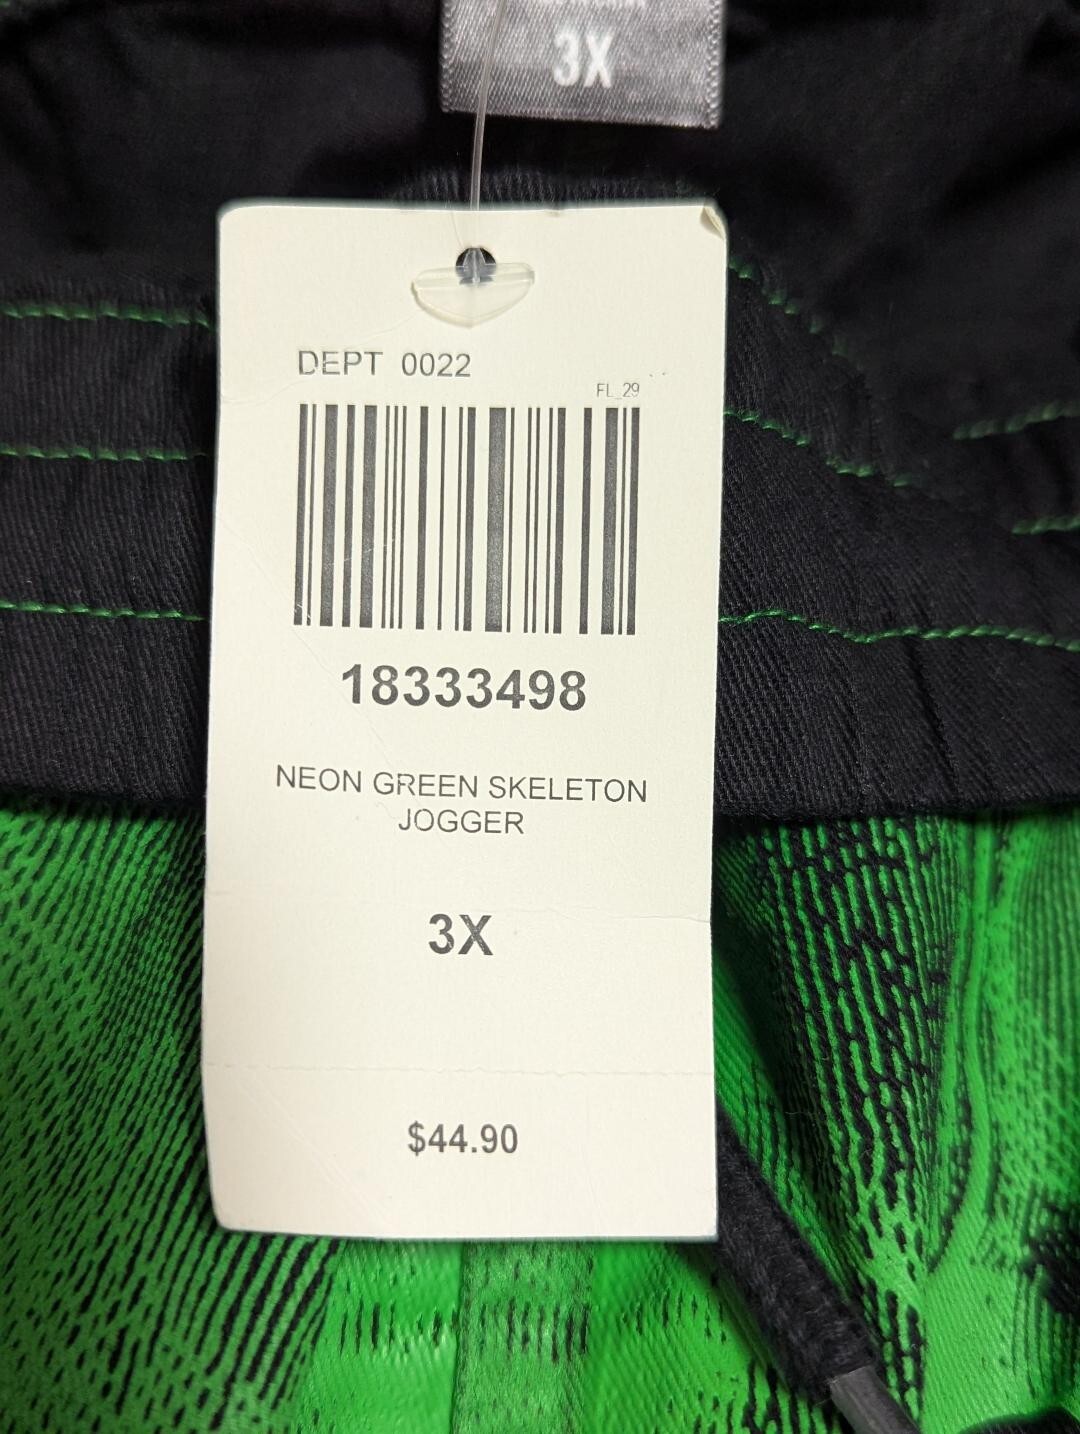 3X
DEPT 0022
FL_29
18333498
NEON GREEN SKELETON
JOGGER
3X
$44.90